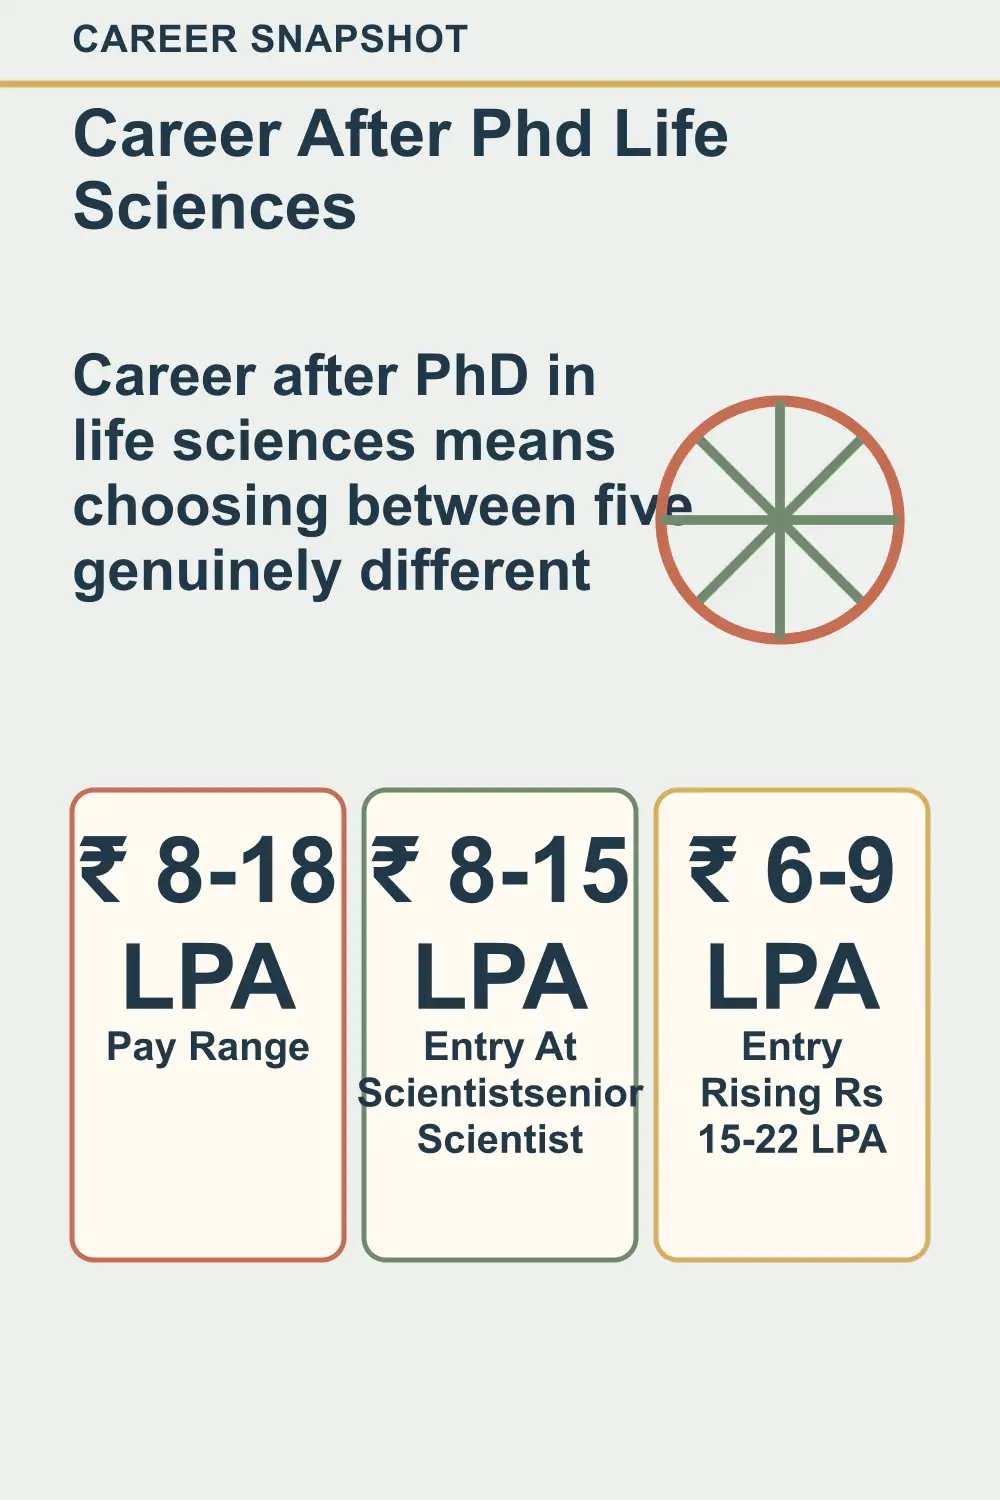 CAREER SNAPSHOT
Career After Phd Life
Sciences
Career after PhD in
life sciences means
choosing between five
genuinely different
₹ 8-18
LPA
Pay Range
₹ 8-15
LPA
Entry At
Scientistsenior
Scientist
₹ 6-9
LPA
Entry
Rising Rs
15-22 LPA